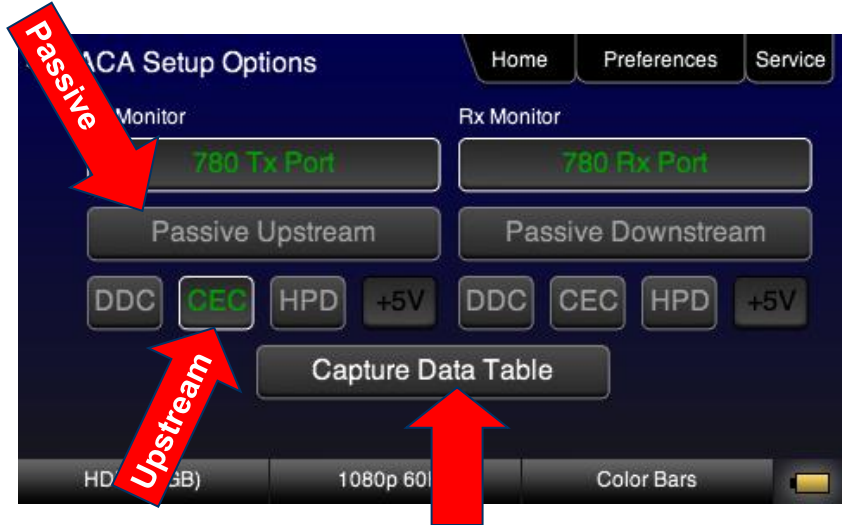 Passive
ACA Setup Options
Home
Preferences
Service
Monitor
Rx Monitor
780 Tx Port
780 Rx Port
Passive Upstream
Passive Downstream
DDC CEC HPD +5V
DDC CEC HPD +5V
Capture Data Table
Upstream
Color Bars
1080p